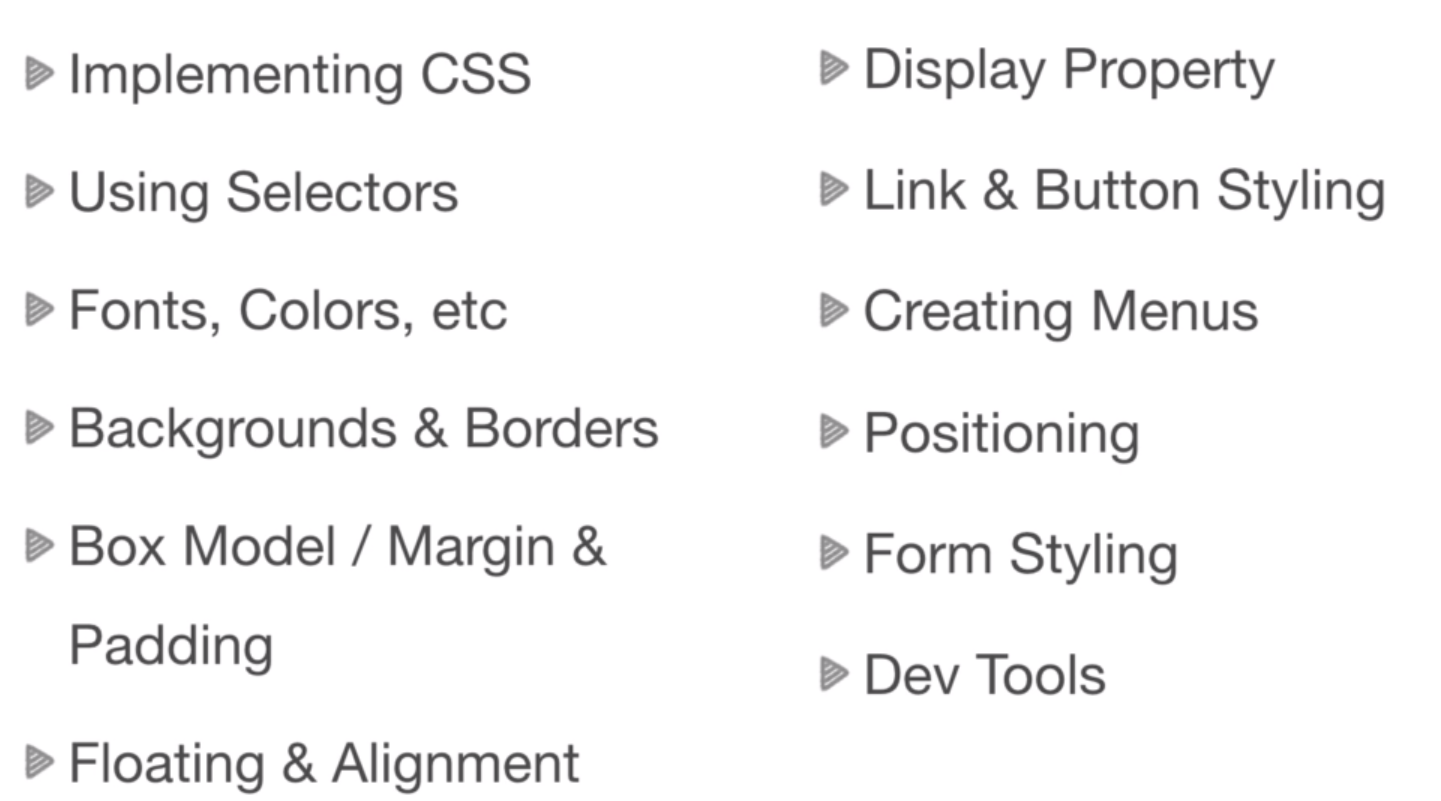 Implementing CSS
Using Selectors
Fonts, Colors, etc
Backgrounds & Borders
Box Model / Margin &
Padding
Floating & Alignment
Display Property
Link & Button Styling
Creating Menus
Positioning
Form Styling
Dev Tools